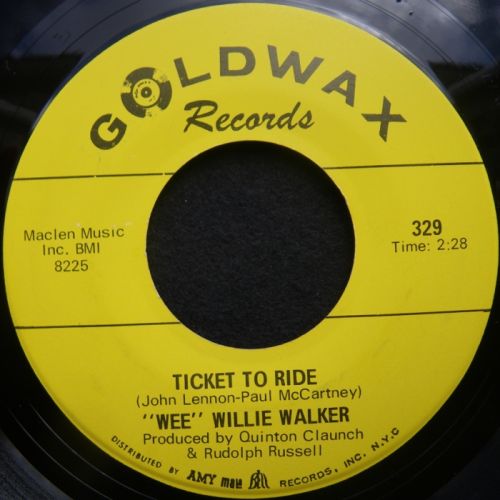 GOLDWAX
Records
Maclen Music
Inc. BMI
8225
329
Time: 2:28
TICKET TO RIDE
(John Lennon-Paul McCartney)
"WEE" WILLIE WALKER
Produced by Quinton Claunch
& Rudolph Russell
DISTRIBUTED BY AMY mala Bell RECORDS, INC. N.Y.C